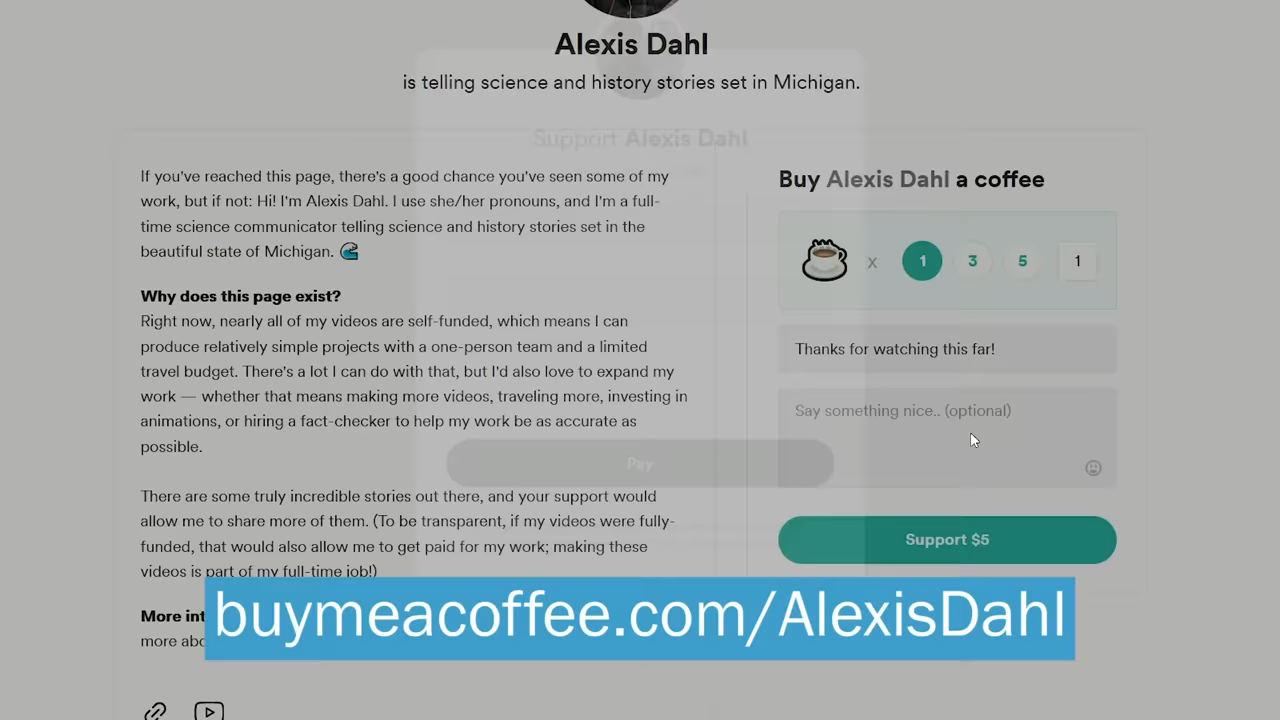 Alexis Dahl
is telling science and history stories set in Michigan.
Support Alexis Dahl
If you've reached this page, there's a good chance you've seen some of my
work, but if not: Hi! I'm Alexis Dahl. I use she/her pronouns, and I'm a full-
time science communicator telling science and history stories set in the
beautiful state of Michigan.
Why does this page exist?
Right now, nearly all of my videos are self-funded, which means I can
produce relatively simple projects with a one-person team and a limited
travel budget. There's a lot I can do with that, but I'd also love to expand my
work — whether that means making more videos, traveling more, investing in
animations, or hiring a fact-checker to help my work be as accurate as
possible.
There are some truly incredible stories out there, and your support would
allow me to share more of them. (To be transparent, if my videos were fully-
funded, that would also allow me to get paid for my work; making these
videos is part of my full-time job!)
More int
more abo
Buy Alexis Dahl a coffee
x 1 3 5 1
Thanks for watching this far!
Say something nice.. (optional)
Pay
Support $5
buymeacoffee.com/AlexisDahl